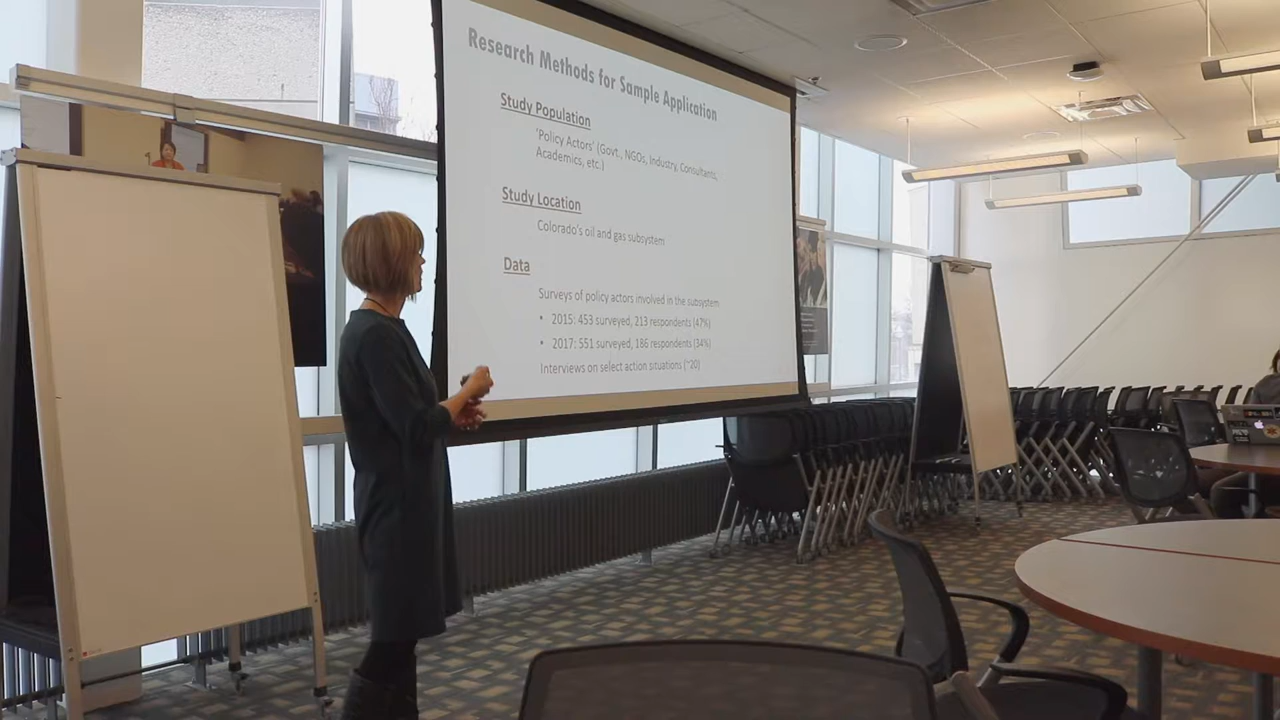 Research Methods for Sample Application
Study Population
'Policy Actors' (Govt., NGOs, Industry, Consultants,
Academics, etc.)
Study Location
Colorado's oil and gas subsystem
Data
Surveys of policy actors involved in the subsystem
• 2015: 453 surveyed, 213 respondents (47%)
• 2017: 551 surveyed, 186 respondents (34%)
Interviews on select action situations (~20)